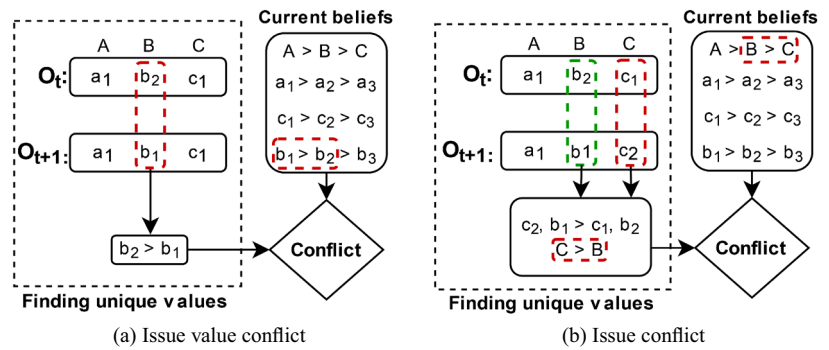 Current beliefs
A B C
A > B > C
Oₜ: a₁ b₂ c₁
a₁ > a₂ > a₃
c₁ > c₂ > c₃
Oₜ₊₁: a₁ b₁ c₁
b₁ > b₂ > b₃
b₂ > b₁
Conflict
Finding unique values
(a) Issue value conflict
Current beliefs
A B C
A > B > C
Oₜ: a₁ b₂ c₁
a₁ > a₂ > a₃
c₁ > c₂ > c₃
Oₜ₊₁: a₁ b₁ c₂
b₁ > b₂ > b₃
c₂, b₁ > c₁, b₂
C > B
Conflict
Finding unique values
(b) Issue conflict